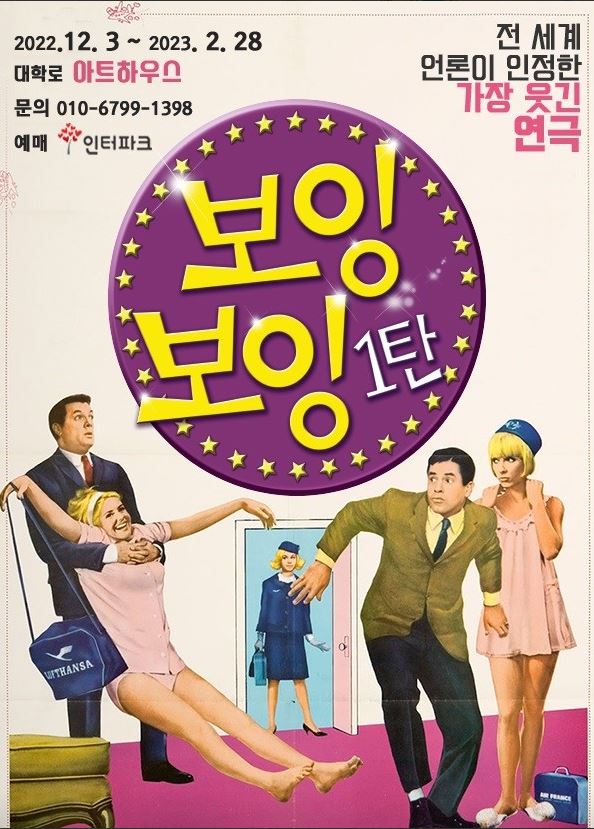 2022.12. 3 ~ 2023. 2. 28
대학로 아트하우스
문의 010-6799-1398
예매 인터파크
전 세계
언론이 인정한
가장 웃긴
연극
보잉
보잉 1탄
LUFTHANSA
AIR FRANCE